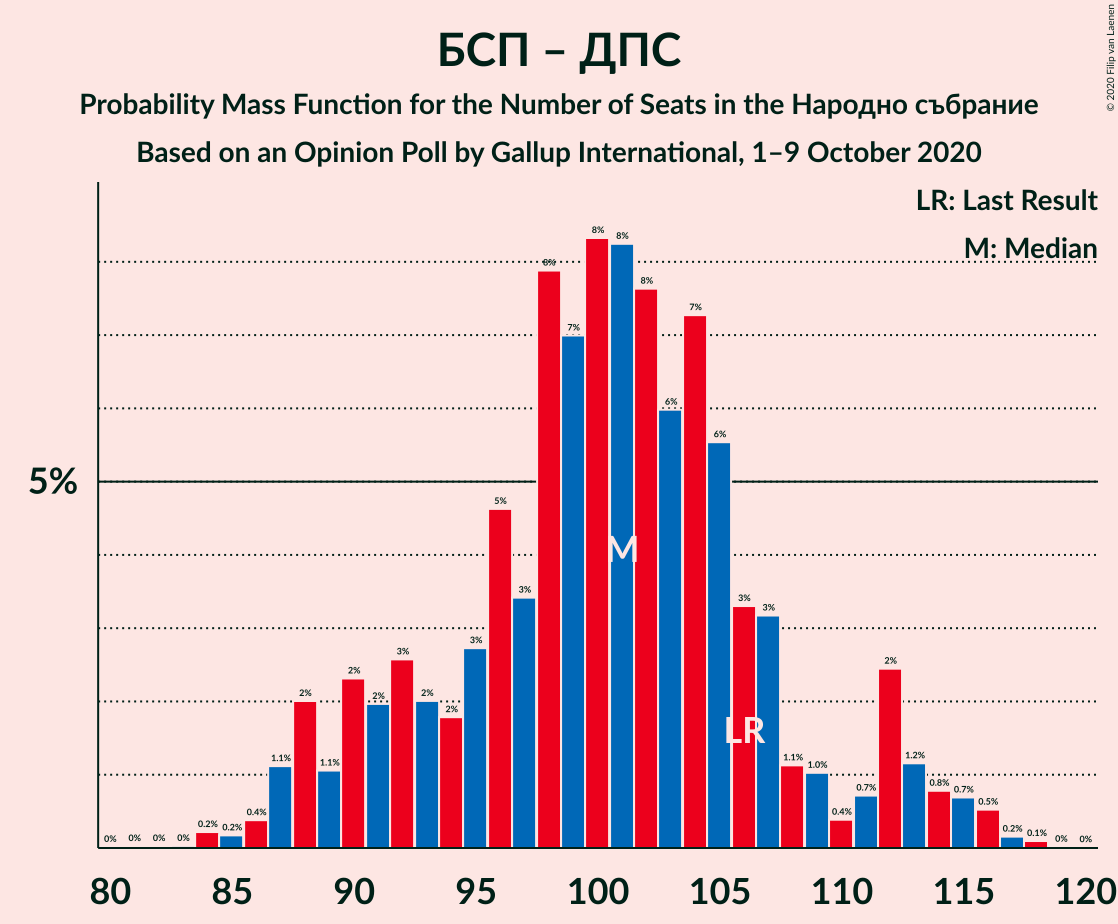 БСП – ДПС
Probability Mass Function for the Number of Seats in the Народно събрание
Based on an Opinion Poll by Gallup International, 1–9 October 2020
© 2020 Filip van Laenen
LR: Last Result
M: Median
5%
0% 0% 0% 0% 0.2% 0.2% 0.4% 1.1% 2% 1.1% 2% 2% 3% 2% 2% 3% 5% 3% 8% 7% 8% 8% 8% 6% 7% 6% 3% 3% 1.1% 1.0% 0.4% 0.7% 2% 1.2% 0.8% 0.7% 0.5% 0.2% 0.1% 0% 0%
M
LR
80 85 90 95 100 105 110 115 120